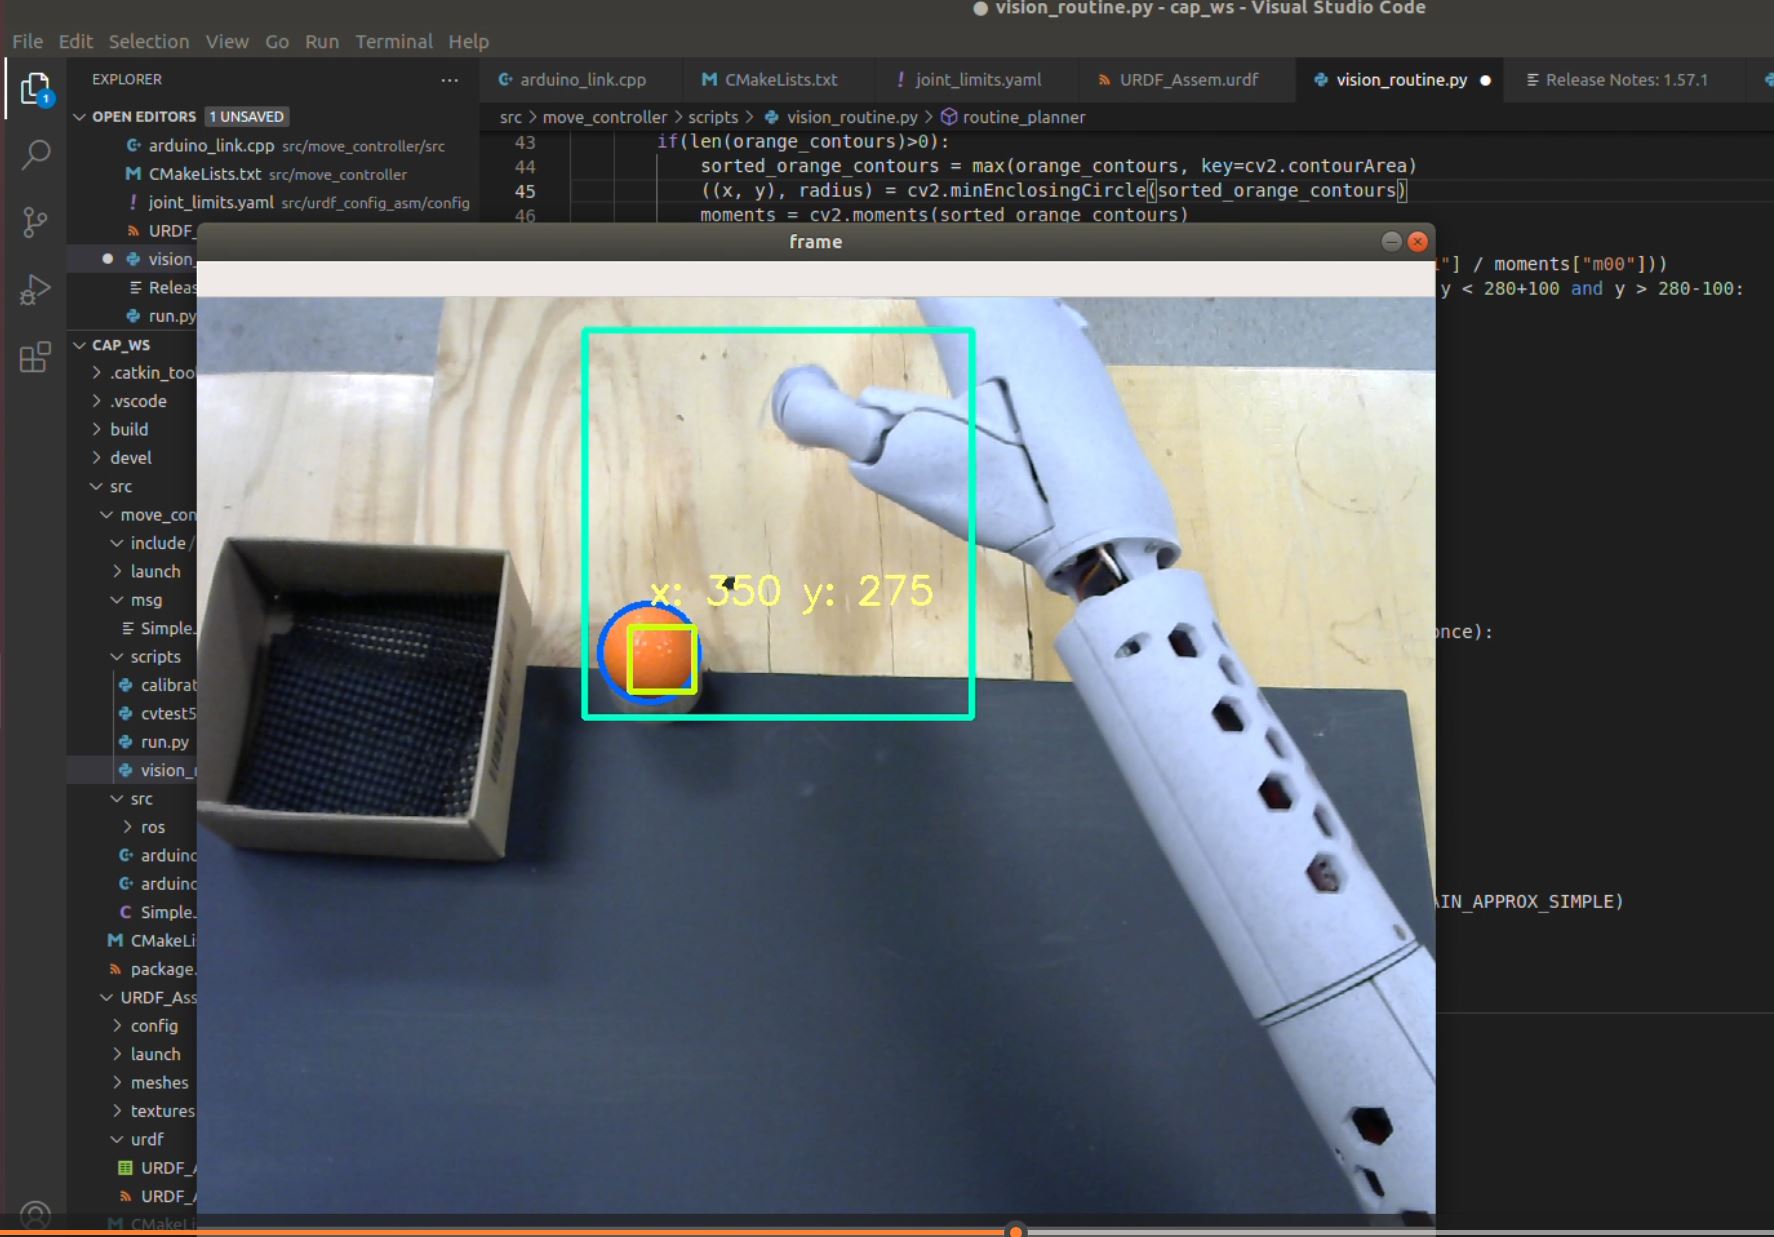 vision_routine.py - cap_ws - Visual Studio Code
File Edit Selection View Go Run Terminal Help
EXPLORER
arduino_link.cpp CMakeLists.txt joint_limits.yaml URDF_Assem.urdf vision_routine.py Release Notes: 1.57.1
OPEN EDITORS 1 UNSAVED
src > move_controller > scripts > vision_routine.py > routine_planner
arduino_link.cpp src/move_controller/src
CMakeLists.txt src/move_controller
joint_limits.yaml src/urdf_config_asm/config
URDF_
vision_
Releas
run.py
43 if(len(orange_contours)>0):
44 sorted_orange_contours = max(orange_contours, key=cv2.contourArea)
45 ((x, y), radius) = cv2.minEnclosingCircle(sorted_orange_contours)
46 moments = cv2.moments(sorted_orange_contours)
"] / moments["m00"]))
y < 280+100 and y > 280-100:
once):
AIN_APPROX_SIMPLE)
1
CAP_WS
.catkin_too
.vscode
build
devel
src
move_con
include/
launch
msg
Simple.
scripts
calibrat
cvtest5
run.py
vision_r
src
ros
arduino
arduino
Simple.
CMakeLi
package.
URDF_Ass
config
launch
meshes
textures
urdf
URDF_A
URDF_A
CMakeLi
frame
x: 350 y: 275